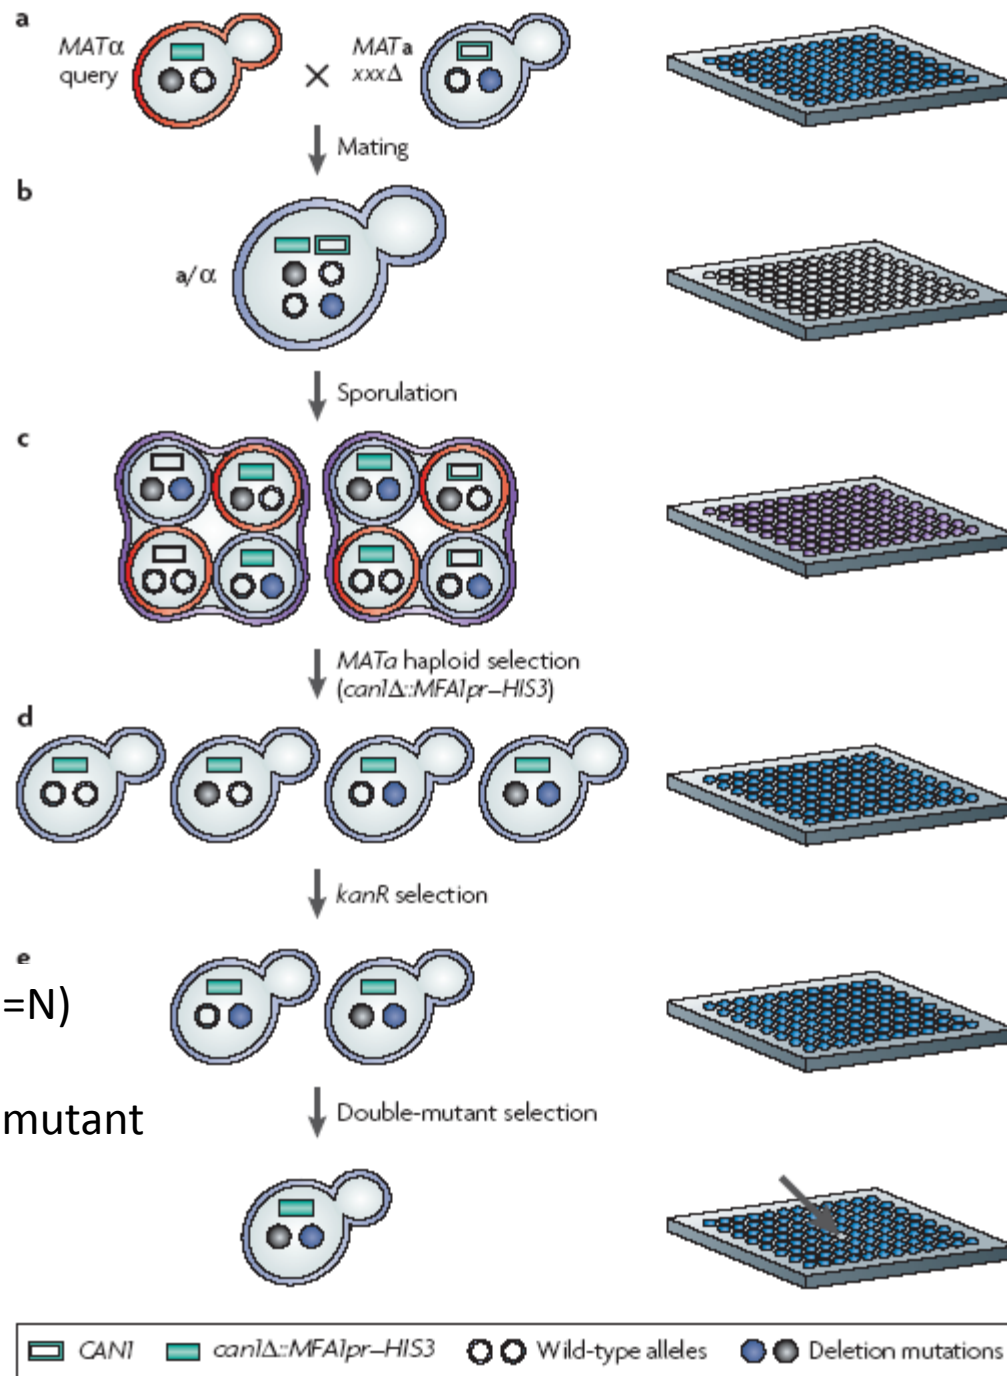 a
MATα
query
×
MATa
xxxΔ
Mating
b
a/α
Sporulation
c
MATa haploid selection
(can1Δ::MFA1pr–HIS3)
d
kanR selection
e
=N)
mutant
Double-mutant selection
CAN1 can1Δ::MFA1pr–HIS3 Wild-type alleles Deletion mutations